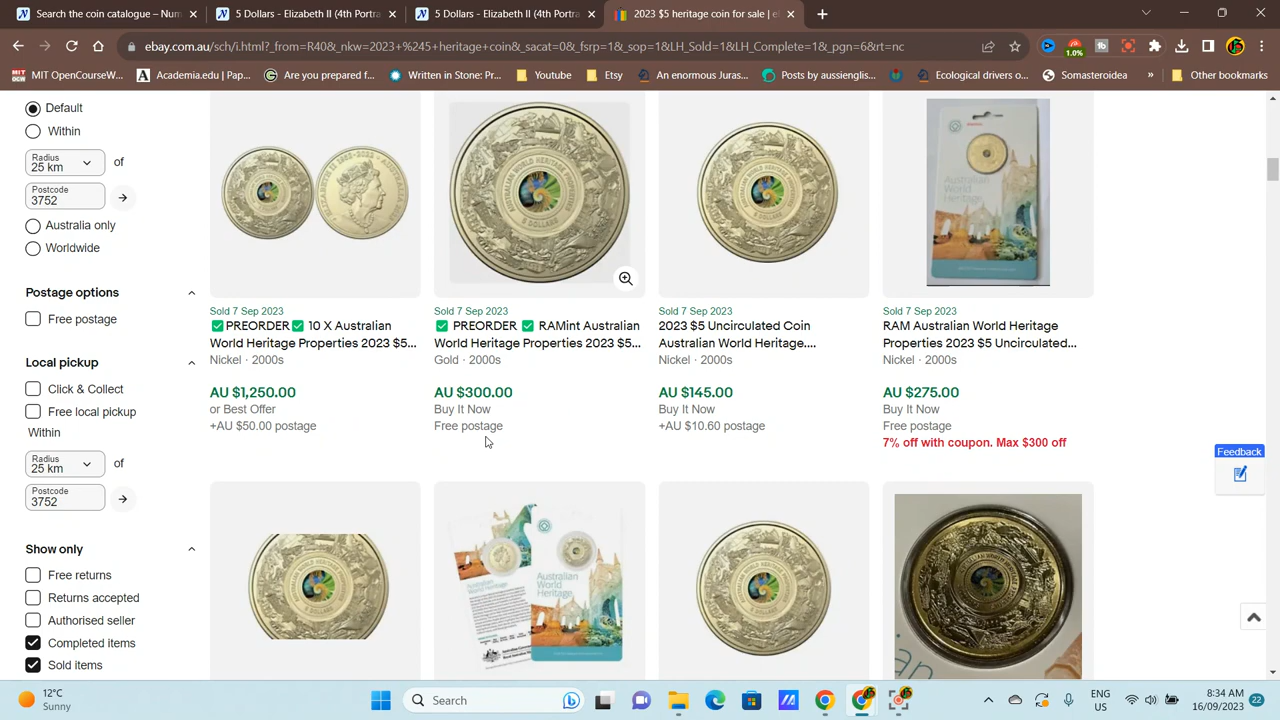 Sand coin catalogue – Num
5 Dollars - Elizabeth II (4th Portra
5 Dollars - Elizabeth II (4th Portra
2023 $5 heritage coin for sale | e
ebay.com.au/sch/i.html?_from=R40&_nkw=2023+%245+heritage+coin&_sacat=0&_fsrp=1&_sop=1&LH_Sold=1&LH_Complete=1&_pgn=6&rt=nc
1.0%
MIT OpenCourseW...
Academia.edu | Pap...
Are you prepared f...
Written in Stone: Pr...
Youtube
Etsy
An enormous Juras...
Posts by aussienglis...
Ecological drivers o...
Somasteroidea
»
Other bookmarks
Default
Within
Radius
25 km
of
Postcode
3752
Australia only
Worldwide
Postage options
Free postage
Local pickup
Click & Collect
Free local pickup
Within
Radius
25 km
of
Postcode
3752
Show only
Free returns
Returns accepted
Authorised seller
Completed items
Sold items
Sold 7 Sep 2023
✅PREORDER✅ 10 X Australian
World Heritage Properties 2023 $5...
Nickel · 2000s
AU $1,250.00
or Best Offer
+AU $50.00 postage
Sold 7 Sep 2023
✅ PREORDER ✅ RAMint Australian
World Heritage Properties 2023 $5...
Gold · 2000s
AU $300.00
Buy It Now
Free postage
Sold 7 Sep 2023
2023 $5 Uncirculated Coin
Australian World Heritage....
Nickel · 2000s
AU $145.00
Buy It Now
+AU $10.60 postage
Australian
World
Heritage
Sold 7 Sep 2023
RAM Australian World Heritage
Properties 2023 $5 Uncirculated...
Nickel · 2000s
AU $275.00
Buy It Now
Free postage
7% off with coupon. Max $300 off
Australian
World
Heritage
Feedback
12°C
Sunny
Search
ENG
US
8:34 AM
16/09/2023
22